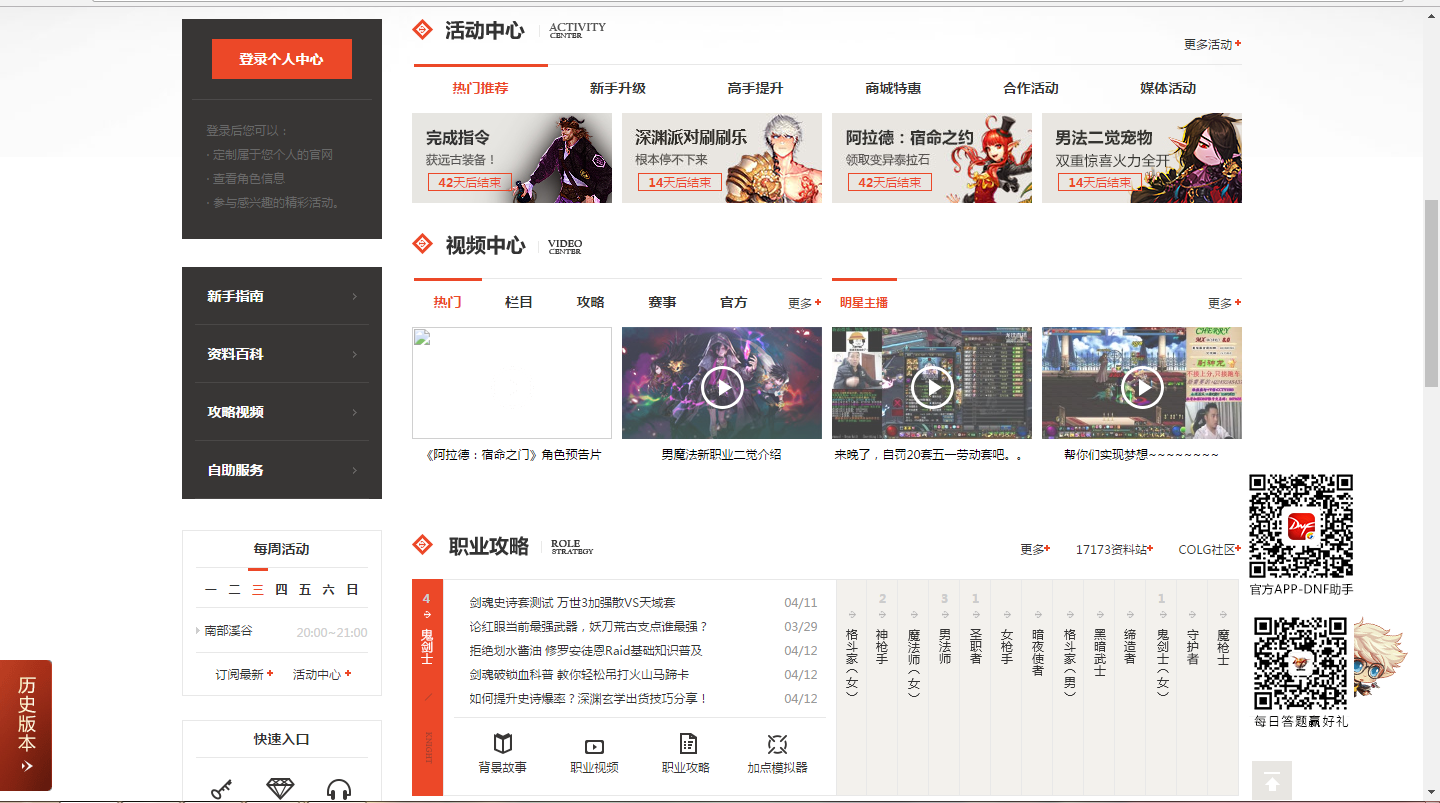 登录个人中心
登录后您可以：
· 定制属于您个人的官网
· 查看角色信息
· 参与感兴趣的精彩活动。
新手指南
资料百科
攻略视频
自助服务
每周活动
一 二 三 四 五 六 日
南部溪谷 20:00~21:00
订阅最新+ 活动中心+
快速入口
历史版本
活动中心 ACTIVITY CENTER
更多活动+
热门推荐 新手升级 高手提升 商城特惠 合作活动 媒体活动
完成指令
获远古装备！
42天后结束
深渊派对刷刷乐
根本停不下来
14天后结束
阿拉德：宿命之约
领取变异泰拉石
42天后结束
男法二觉宠物
双重惊喜火力全开
14天后结束
视频中心 VIDEO CENTER
热门 栏目 攻略 赛事 官方 更多+
明星主播 更多+
CHERRY
《阿拉德：宿命之门》角色预告片
男魔法新职业二觉介绍
来晚了，自罚20套五一劳动套吧。。
帮你们实现梦想~~~~~~~~
职业攻略 ROLE STRATEGY
更多+ 17173资料站+ COLG社区+
4
鬼剑士
KNIGHT
剑魂史诗套测试 万世3加强散VS天域套 04/11
论红眼当前最强武器，妖刀荒古支点谁最强？ 03/29
拒绝划水酱油 修罗安徒恩Raid基础知识普及 04/12
剑魂破锁血科普 教你轻松吊打火山马蹄卡 04/12
如何提升史诗爆率？深渊玄学出货技巧分享！ 04/12
背景故事 职业视频 职业攻略 加点模拟器
格斗家（女）
2
神枪手
魔法师（女）
3
男法师
1
圣职者
女枪手
暗夜使者
格斗家（男）
黑暗武士
缔造者
1
鬼剑士（女）
守护者
魔枪士
DNF
官方APP-DNF助手
每日答题赢好礼